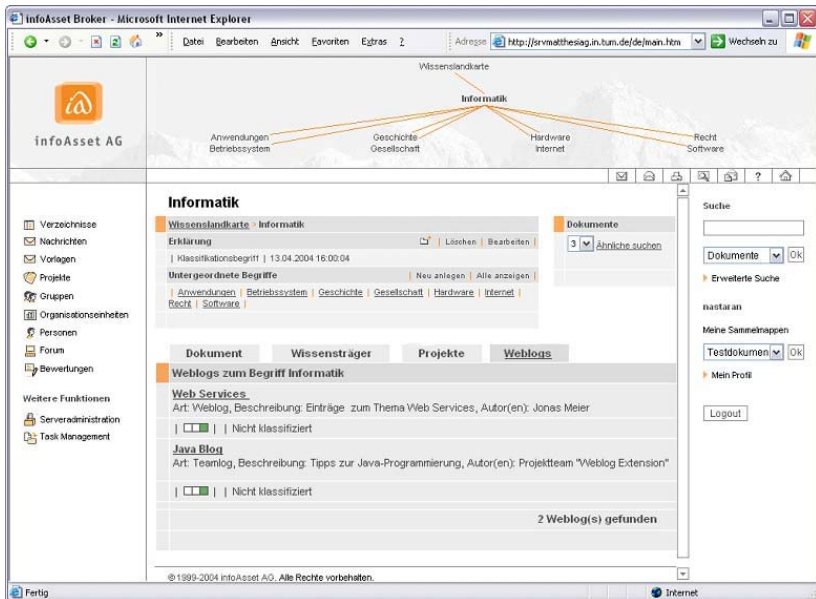 infoAsset Broker - Microsoft Internet Explorer
Datei Bearbeiten Ansicht Favoriten Extras ?
Adresse http://srvmatthesiag.in.tum.de/de/main.htm Wechseln zu
infoAsset AG
Wissenslandkarte
Informatik
Anwendungen Geschichte Hardware Recht
Betriebssystem Gesellschaft Internet Software
?
Verzeichnisse
Nachrichten
Vorlagen
Projekte
Gruppen
Organisationseinheiten
Personen
Forum
Bewertungen
Weitere Funktionen
Serveradministration
Task Management
Informatik
Wissenslandkarte > Informatik
Erklärung | Löschen | Bearbeiten |
| Klassifikationsbegriff | 13.04.2004 16:00:04
Untergeordnete Begriffe | Neu anlegen | Alle anzeigen |
| Anwendungen | Betriebssystem | Geschichte | Gesellschaft | Hardware | Internet |
Recht | Software |
Dokumente
3 Ähnliche suchen
Dokument Wissensträger Projekte Weblogs
Weblogs zum Begriff Informatik
Web Services
Art: Weblog, Beschreibung: Einträge zum Thema Web Services, Autor(en): Jonas Meier
| | | Nicht klassifiziert
Java Blog
Art: Teamlog, Beschreibung: Tipps zur Java-Programmierung, Autor(en): Projektteam "Weblog Extension"
| | | Nicht klassifiziert
2 Weblog(s) gefunden
© 1999-2004 infoAsset AG. Alle Rechte vorbehalten.
Suche
Dokumente Ok
Erweiterte Suche
nastaran
Meine Sammelmappen
Testdokumen Ok
Mein Profil
Logout
Fertig
Internet